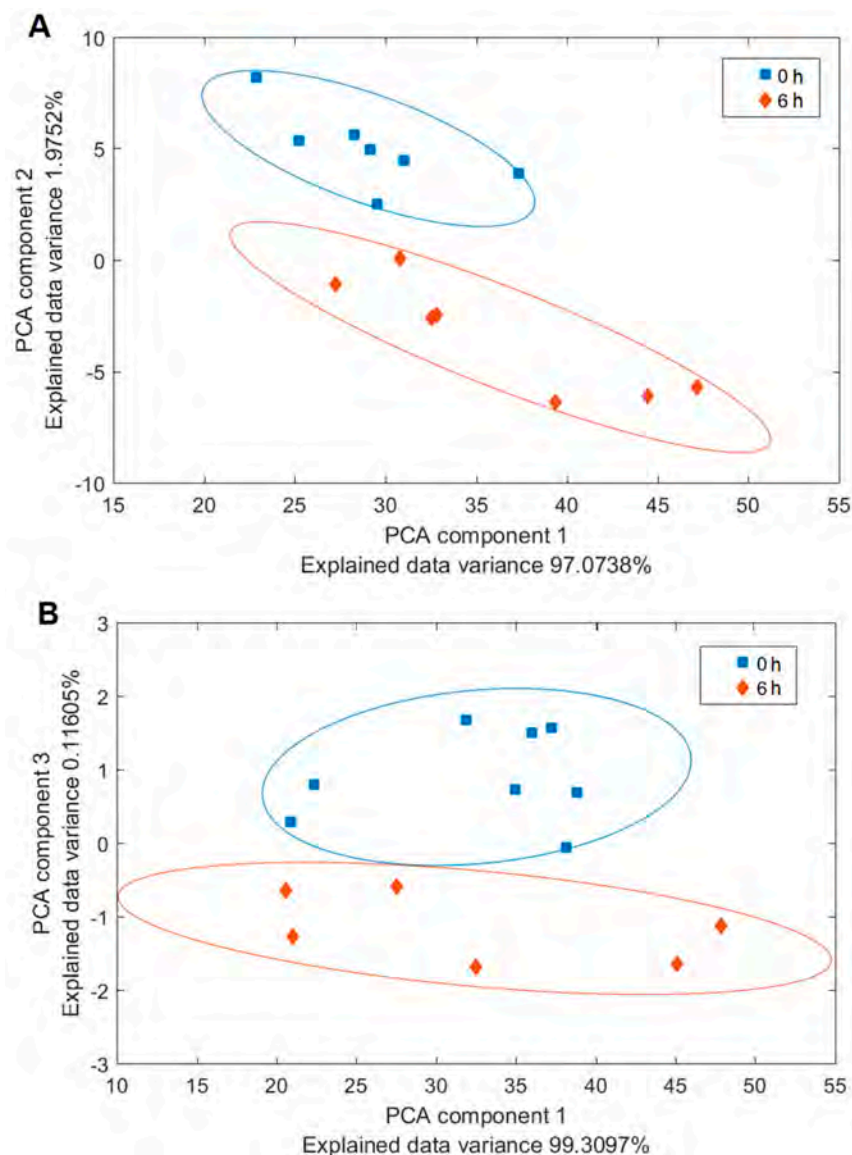 A
10
5
0
-5
-10
PCA component 2
Explained data variance 1.9752%
0 h
6 h
15 20 25 30 35 40 45 50 55
PCA component 1
Explained data variance 97.0738%
B
3
2
1
0
-1
-2
-3
PCA component 3
Explained data variance 0.11605%
0 h
6 h
10 15 20 25 30 35 40 45 50 55
PCA component 1
Explained data variance 99.3097%